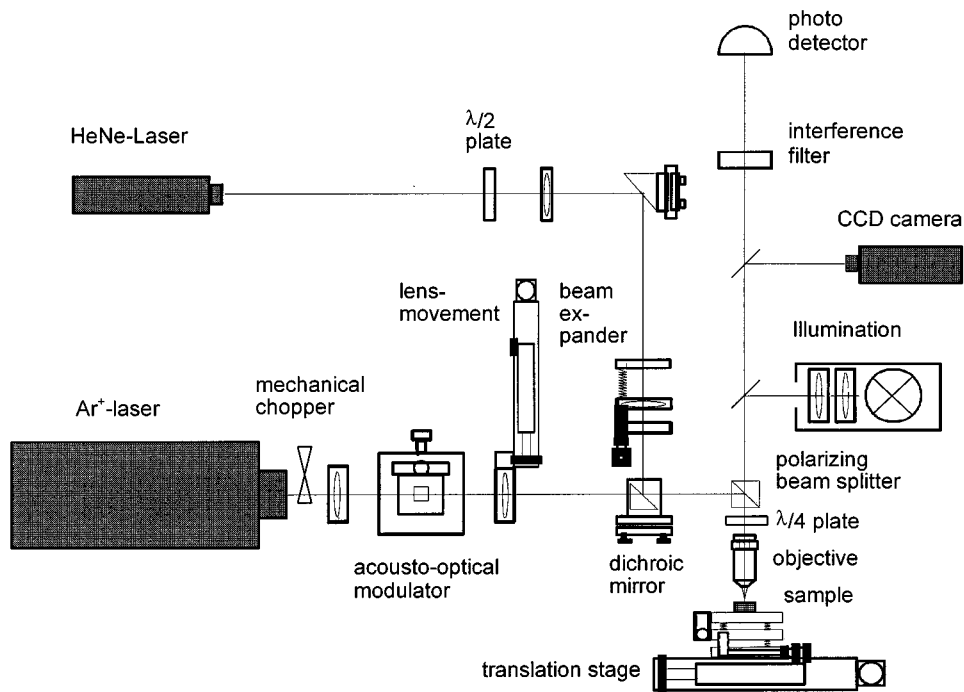 photo
detector
HeNe-Laser
λ/2
plate
interference
filter
CCD camera
lens-
movement
beam
ex-
pander
Illumination
mechanical
chopper
Ar⁺-laser
polarizing
beam splitter
λ/4 plate
acousto-optical
modulator
dichroic
mirror
objective
sample
translation stage